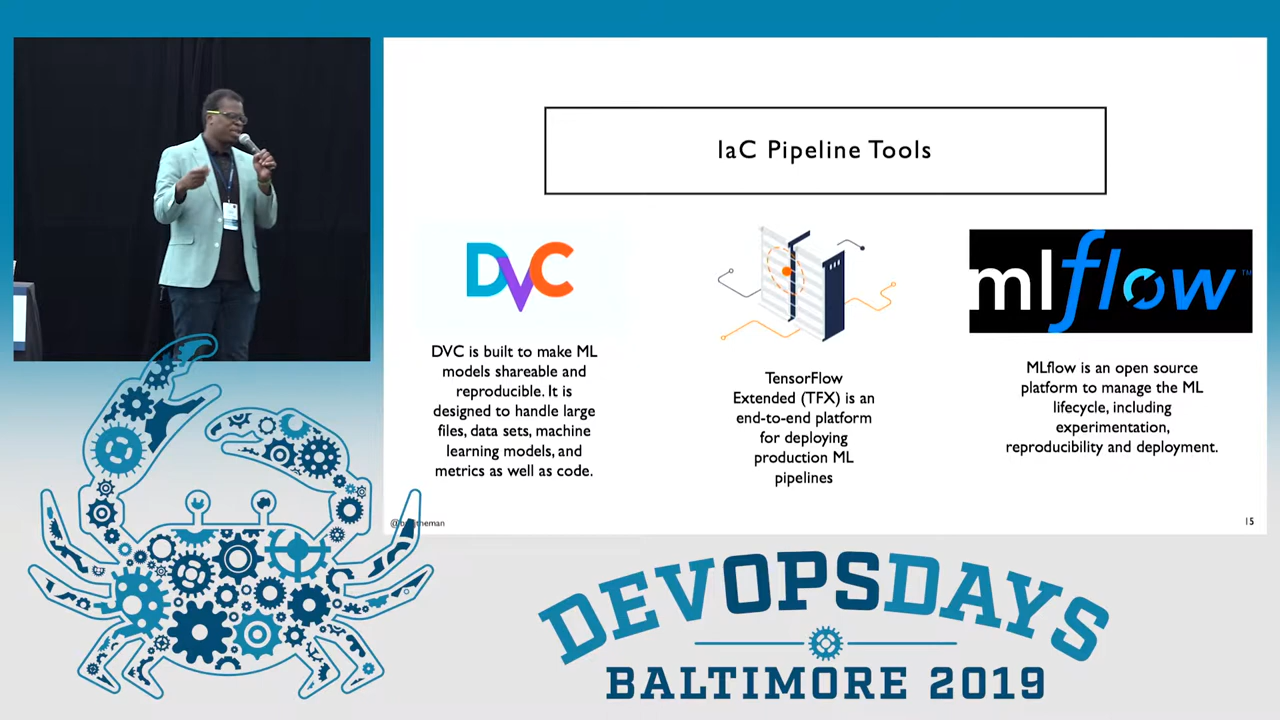 IaC Pipeline Tools
DVC
DVC is built to make ML
models shareable and
reproducible. It is
designed to handle large
files, data sets, machine
learning models, and
metrics as well as code.
TensorFlow
Extended (TFX) is an
end-to-end platform
for deploying
production ML
pipelines
mlflow™
MLflow is an open source
platform to manage the ML
lifecycle, including
experimentation,
reproducibility and deployment.
15
DEVOPSDAYS
BALTIMORE 2019